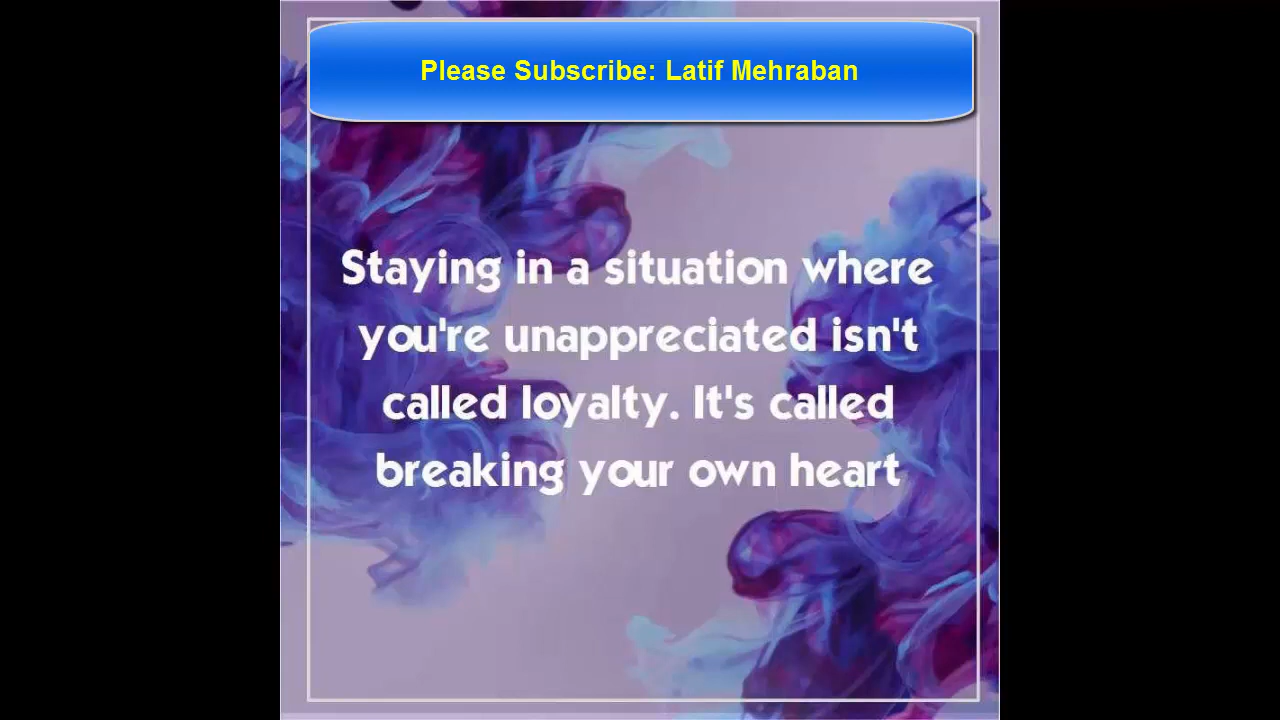 Please Subscribe: Latif Mehraban
Staying in a situation where
you're unappreciated isn't
called loyalty. It's called
breaking your own heart